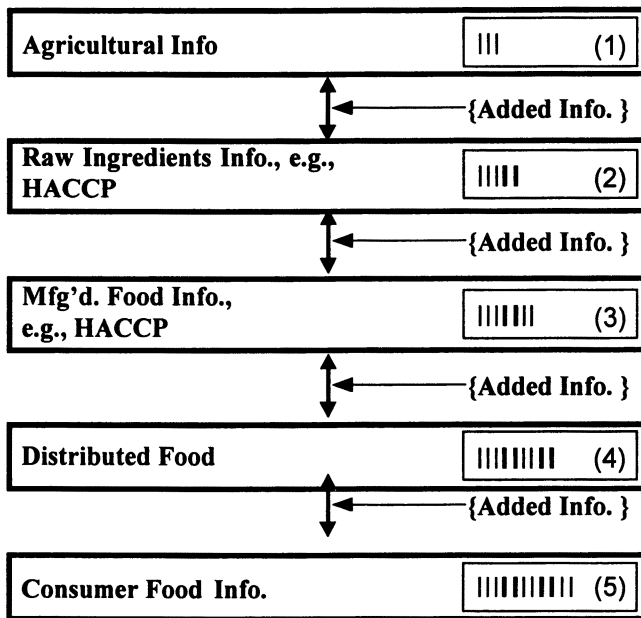 Agricultural Info (1)
{Added Info. }
Raw Ingredients Info., e.g., HACCP (2)
{Added Info. }
Mfg'd. Food Info.,
e.g., HACCP (3)
{Added Info. }
Distributed Food (4)
{Added Info. }
Consumer Food Info. (5)